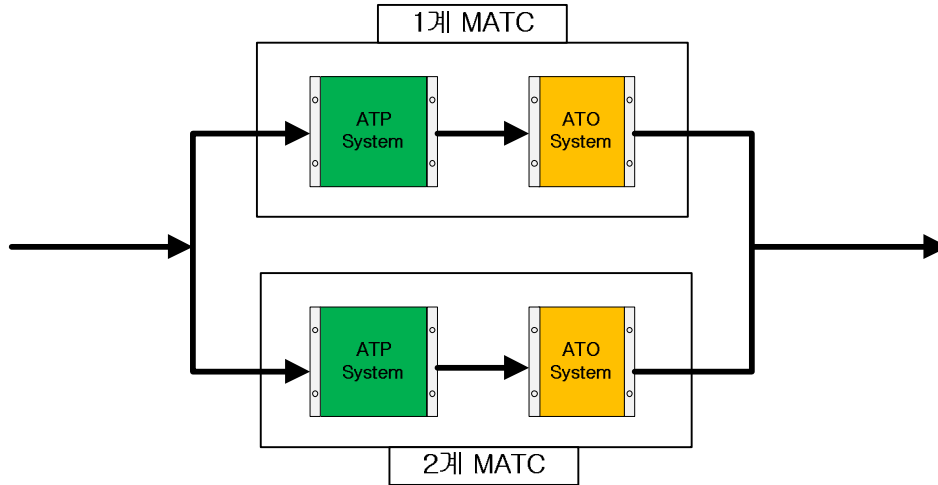 1계 MATC
ATP
System
ATO
System
ATP
System
ATO
System
2계 MATC